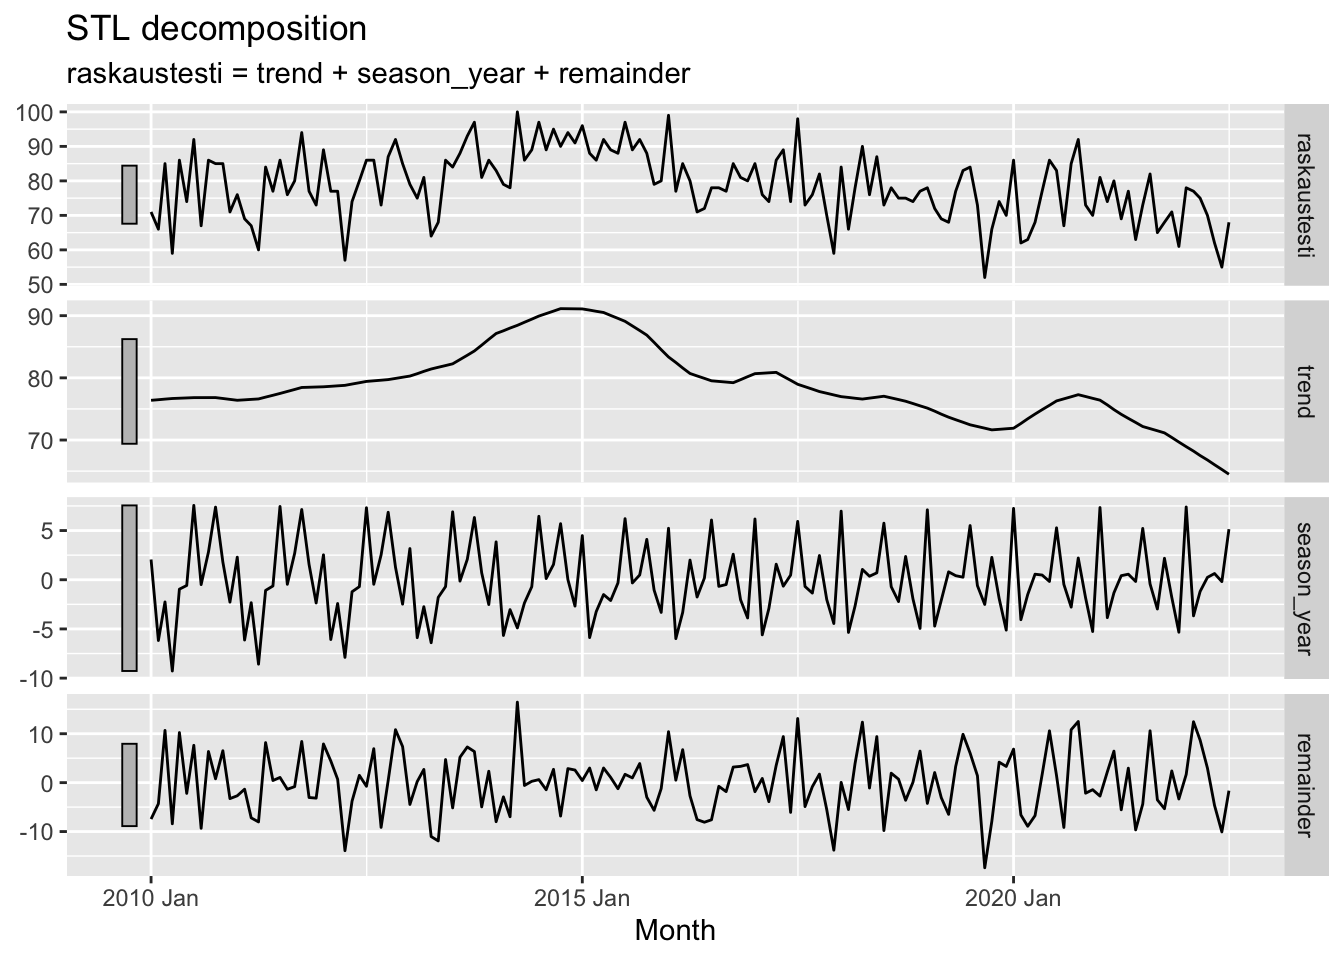 STL decomposition
raskaustesti = trend + season_year + remainder
100
90
80
70
60
50
raskaustesti
90
80
70
trend
5
0
-5
-10
season_year
10
0
-10
remainder
2010 Jan
2015 Jan
2020 Jan
Month